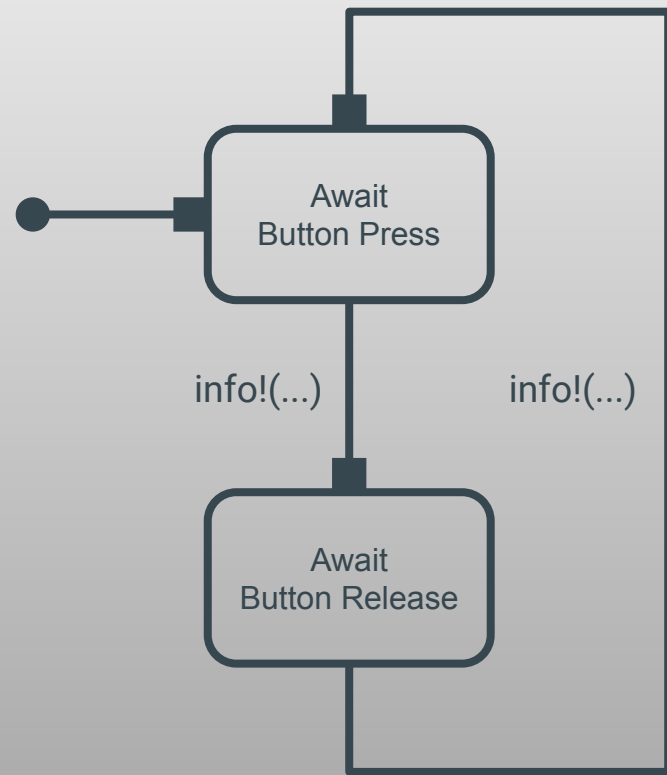 Await
Button Press
info!(...)
info!(...)
Await
Button Release